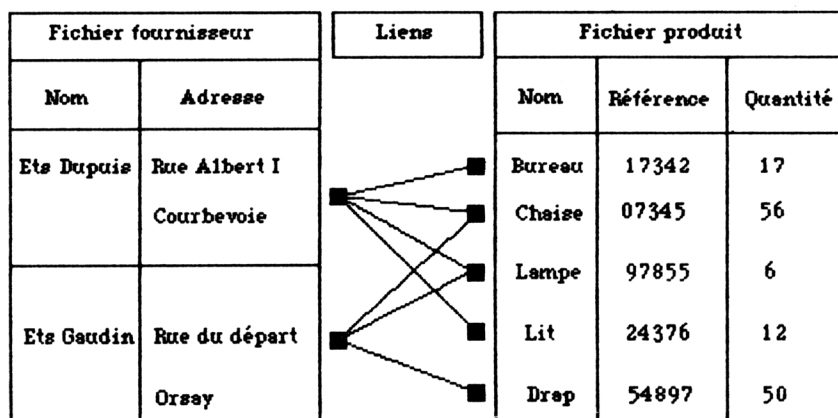 Fichier fournisseur Liens Fichier produit
Nom Adresse Nom Référence Quantité
Ets Dupuis Rue Albert I Bureau 17342 17
Courbevoie Chaise 07345 56
Lampe 97855 6
Ets Gaudin Rue du départ Lit 24376 12
Orsay Drap 54897 50